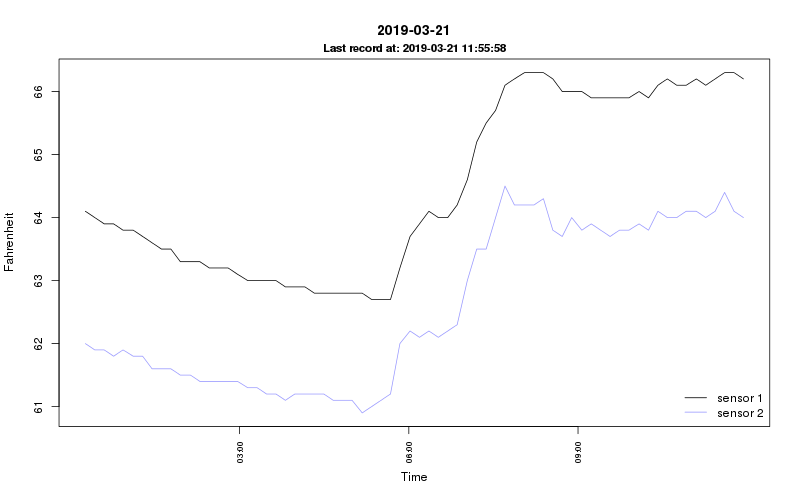 2019-03-21
Last record at: 2019-03-21 11:55:58
66
65
64
63
62
61
Fahrenheit
sensor 1
sensor 2
03:00
06:00
09:00
Time